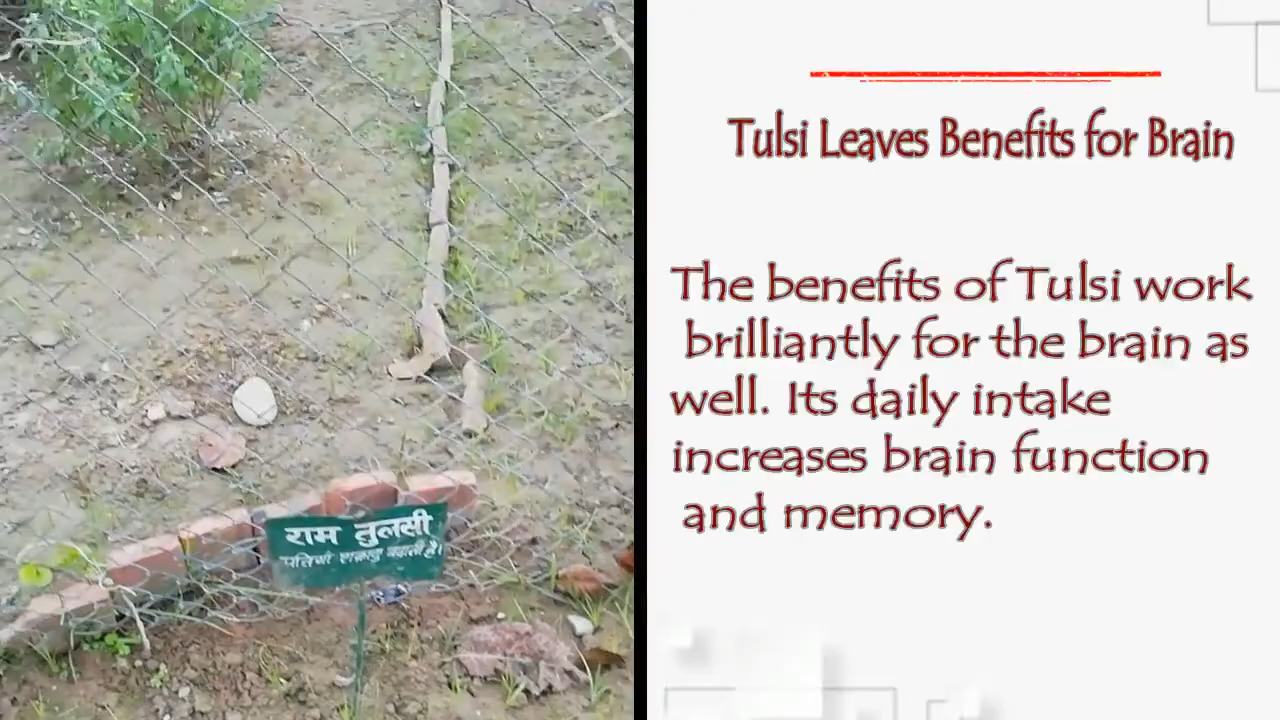 राम तुलसी
पतियाँ
Tulsi Leaves Benefits for Brain
The benefits of Tulsi work
brilliantly for the brain as
well. Its daily intake
increases brain function
and memory.